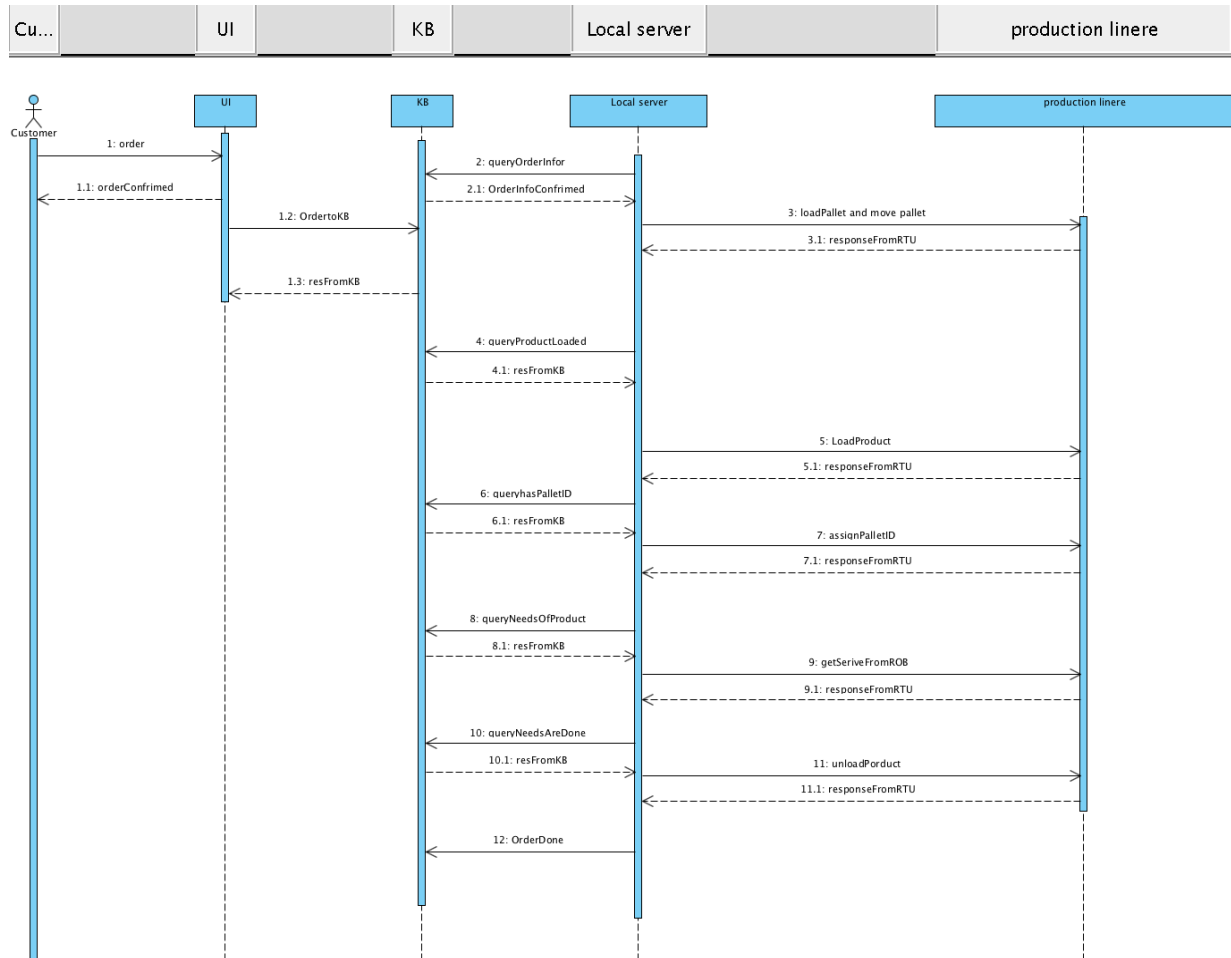 Cu...
UI
KB
Local server
production linere
UI
KB
Local server
production linere
Customer
1: order
2: queryOrderInfor
1.1: orderConfrimed
2.1: OrderInfoConfrimed
1.2: OrdertoKB
3: loadPallet and move pallet
3.1: responseFromRTU
1.3: resFromKB
4: queryProductLoaded
4.1: resFromKB
5: LoadProduct
5.1: responseFromRTU
6: queryhasPalletID
6.1: resFromKB
7: assignPalletID
7.1: responseFromRTU
8: queryNeedsOfProduct
8.1: resFromKB
9: getSeriveFromROB
9.1: responseFromRTU
10: queryNeedsAreDone
10.1: resFromKB
11: unloadPorduct
11.1: responseFromRTU
12: OrderDone